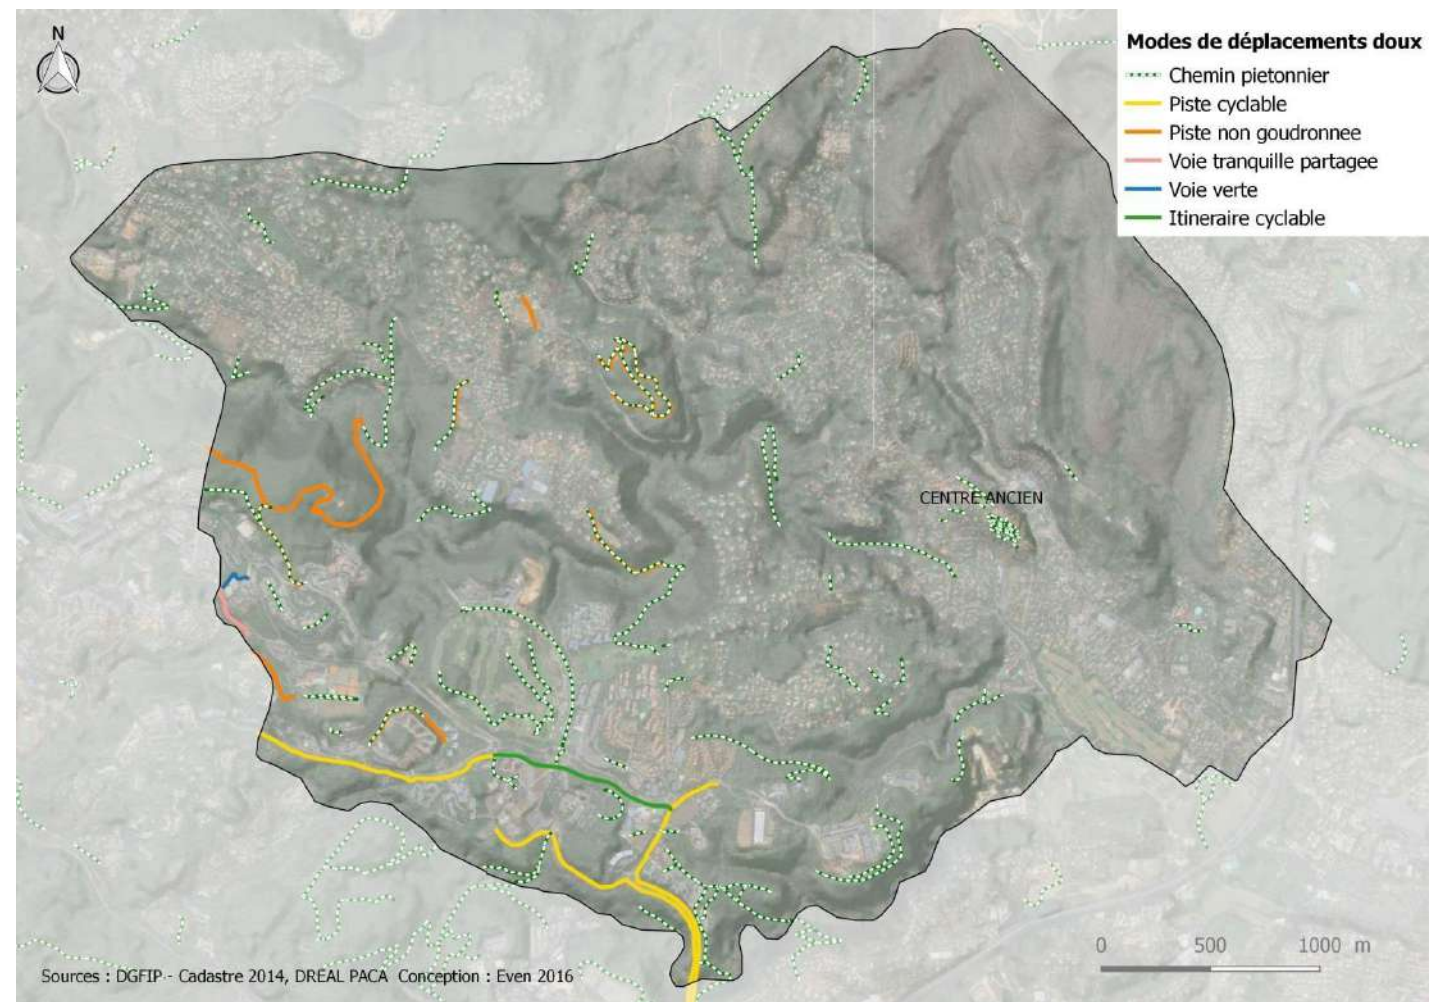 N
Modes de déplacements doux
Chemin pietonnier
Piste cyclable
Piste non goudronnee
Voie tranquille partagee
Voie verte
Itineraire cyclable
CENTRE ANCIEN
0 500 1000 m
Sources : DGFIP - Cadastre 2014, DREAL PACA Conception : Even 2016